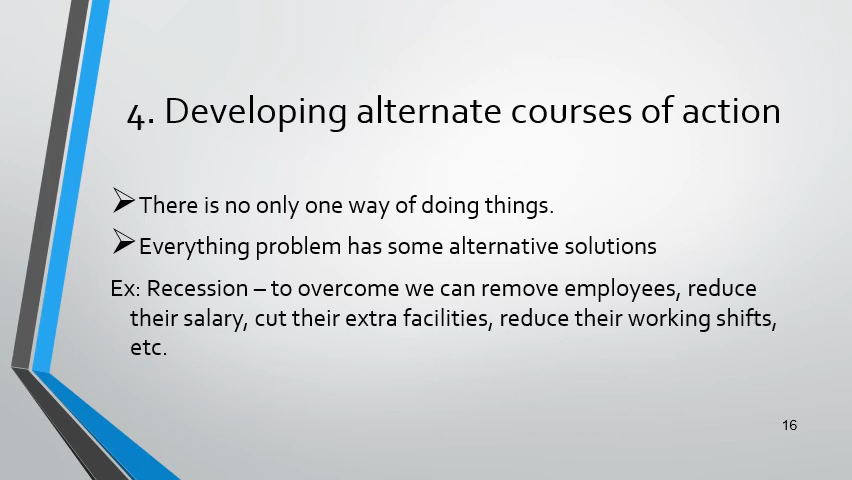 4. Developing alternate courses of action
➢There is no only one way of doing things.
➢Everything problem has some alternative solutions
Ex: Recession – to overcome we can remove employees, reduce
their salary, cut their extra facilities, reduce their working shifts,
etc.
16